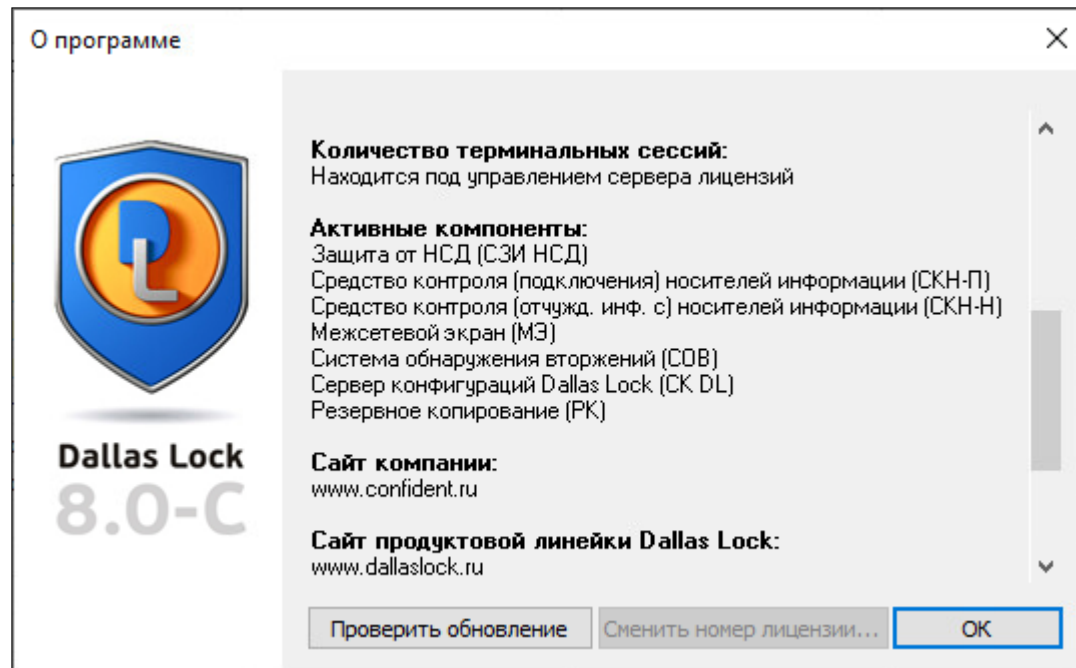 О программе
Количество терминальных сессий:
Находится под управлением сервера лицензий
Активные компоненты:
Защита от НСД (СЗИ НСД)
Средство контроля (подключения) носителей информации (СКН-П)
Средство контроля (отчужд. инф. с) носителей информации (СКН-Н)
Межсетевой экран (МЭ)
Система обнаружения вторжений (СОВ)
Сервер конфигураций Dallas Lock (СК DL)
Резервное копирование (РК)
Сайт компании:
www.confident.ru
Сайт продуктовой линейки Dallas Lock:
www.dallaslock.ru
DL
Dallas Lock
8.0-C
Проверить обновление
Сменить номер лицензии...
ОК